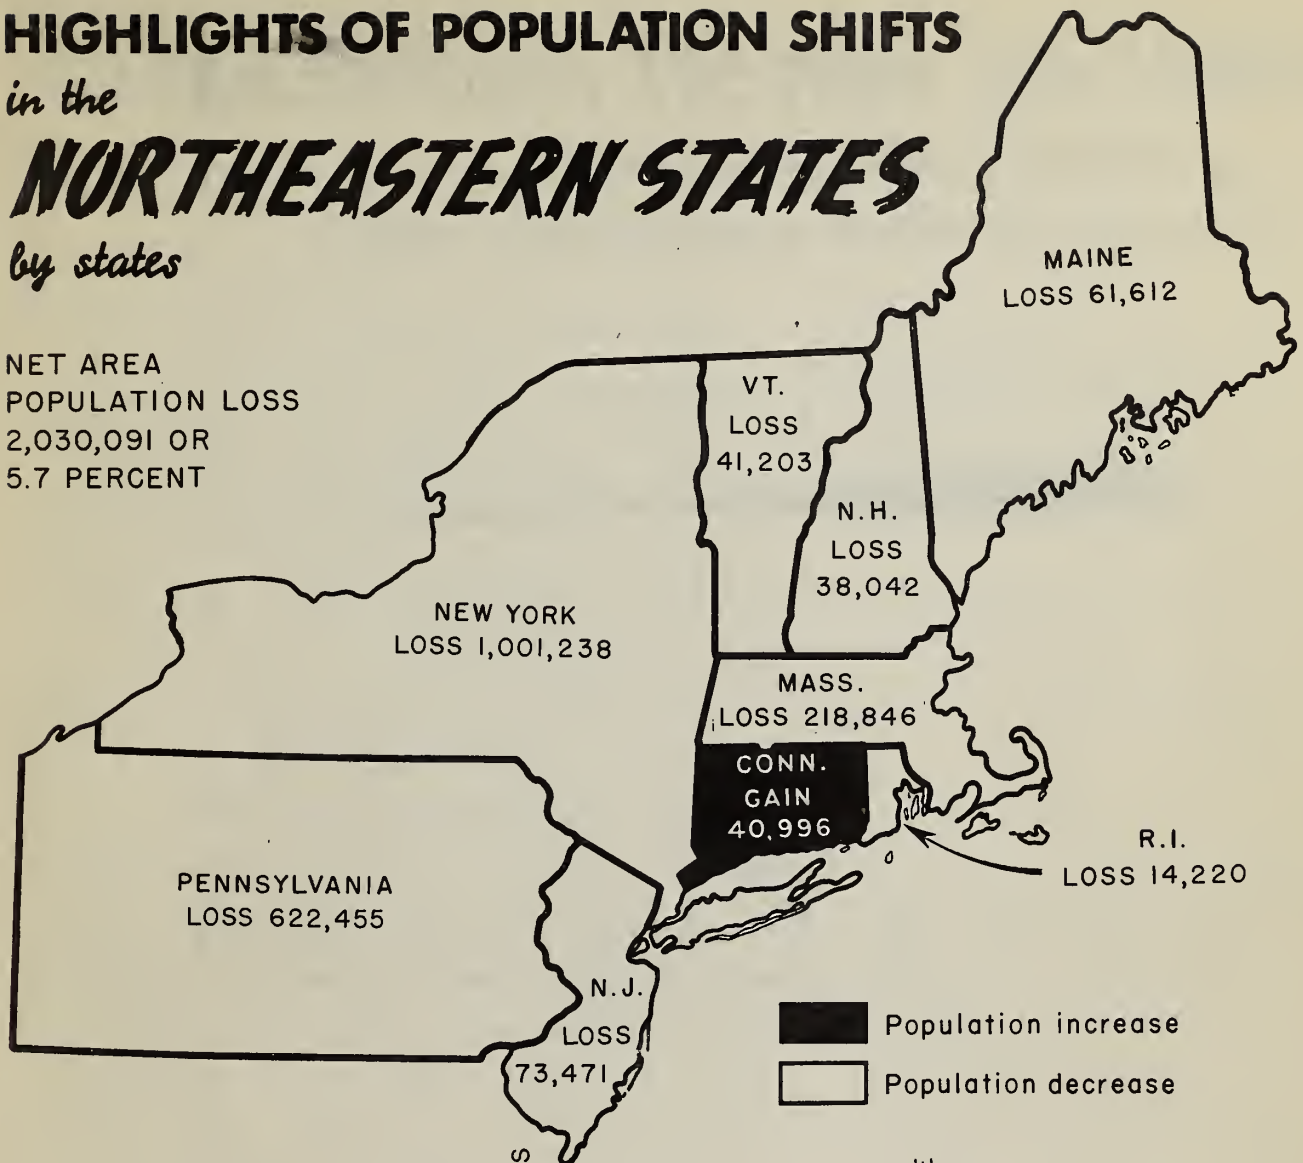 HIGHLIGHTS OF POPULATION SHIFTS
in the
NORTHEASTERN STATES
by states
NET AREA
POPULATION LOSS
2,030,091 OR
5.7 PERCENT
MAINE
LOSS 61,612
VT.
LOSS
41,203
N.H.
LOSS
38,042
NEW YORK
LOSS 1,001,238
MASS.
LOSS 218,846
CONN.
GAIN
40,996
R.I.
LOSS 14,220
PENNSYLVANIA
LOSS 622,455
N.J.
LOSS
73,471
Population increase
Population decrease
S